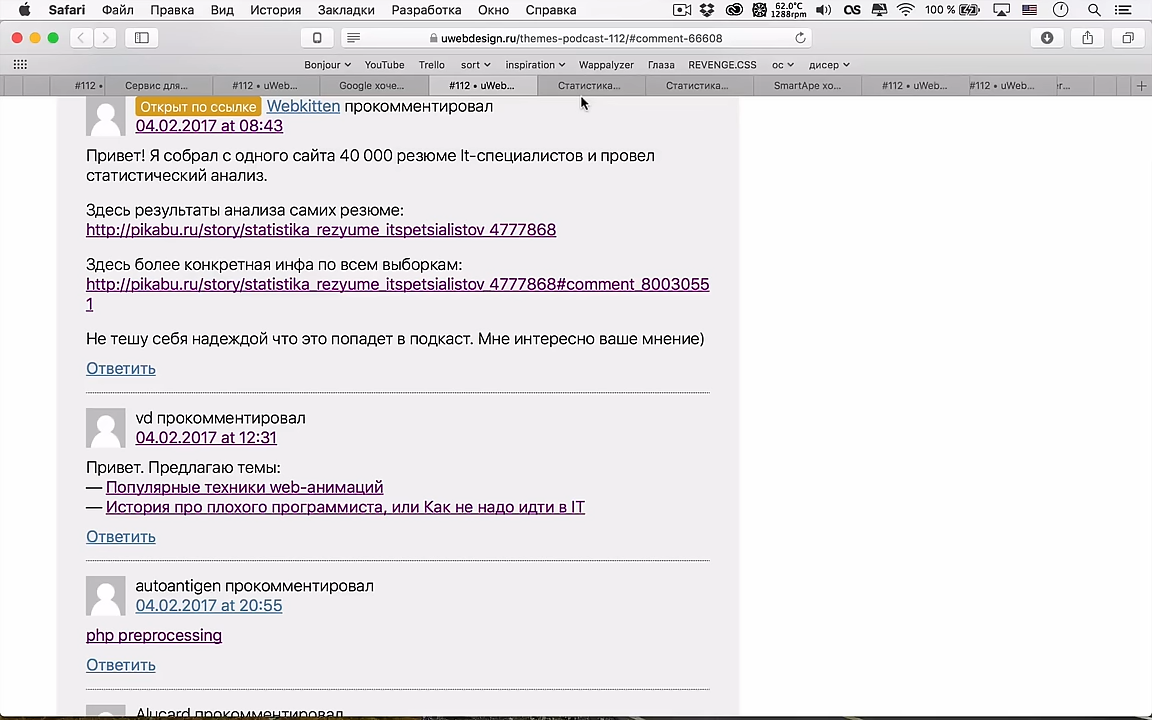 Safari Файл Правка Вид История Закладки Разработка Окно Справка 62.0°C 1288rpm 100 %
uwebdesign.ru/themes-podcast-112/#comment-66608
Bonjour YouTube Trello sort inspiration Wappalyzer Глаза REVENGE.CSS ос дисер
#112 • Сервис для... #112 • uWeb... Google хоче... #112 • uWeb... Статистика... Статистика... SmartApe хо... #112 • uWeb... #112 • uWeb...
Открыт по ссылке Webkitten прокомментировал
04.02.2017 at 08:43
Привет! Я собрал с одного сайта 40 000 резюме It-специалистов и провел
статистический анализ.
Здесь результаты анализа самих резюме:
http://pikabu.ru/story/statistika_rezyume_itspetsialistov_4777868
Здесь более конкретная инфа по всем выборкам:
http://pikabu.ru/story/statistika_rezyume_itspetsialistov_4777868#comment_8003055
1
Не тешу себя надеждой что это попадет в подкаст. Мне интересно ваше мнение)
Ответить
vd прокомментировал
04.02.2017 at 12:31
Привет. Предлагаю темы:
— Популярные техники web-анимаций
— История про плохого программиста, или Как не надо идти в IT
Ответить
autoantigen прокомментировал
04.02.2017 at 20:55
php preprocessing
Ответить
Alucard прокомментировал